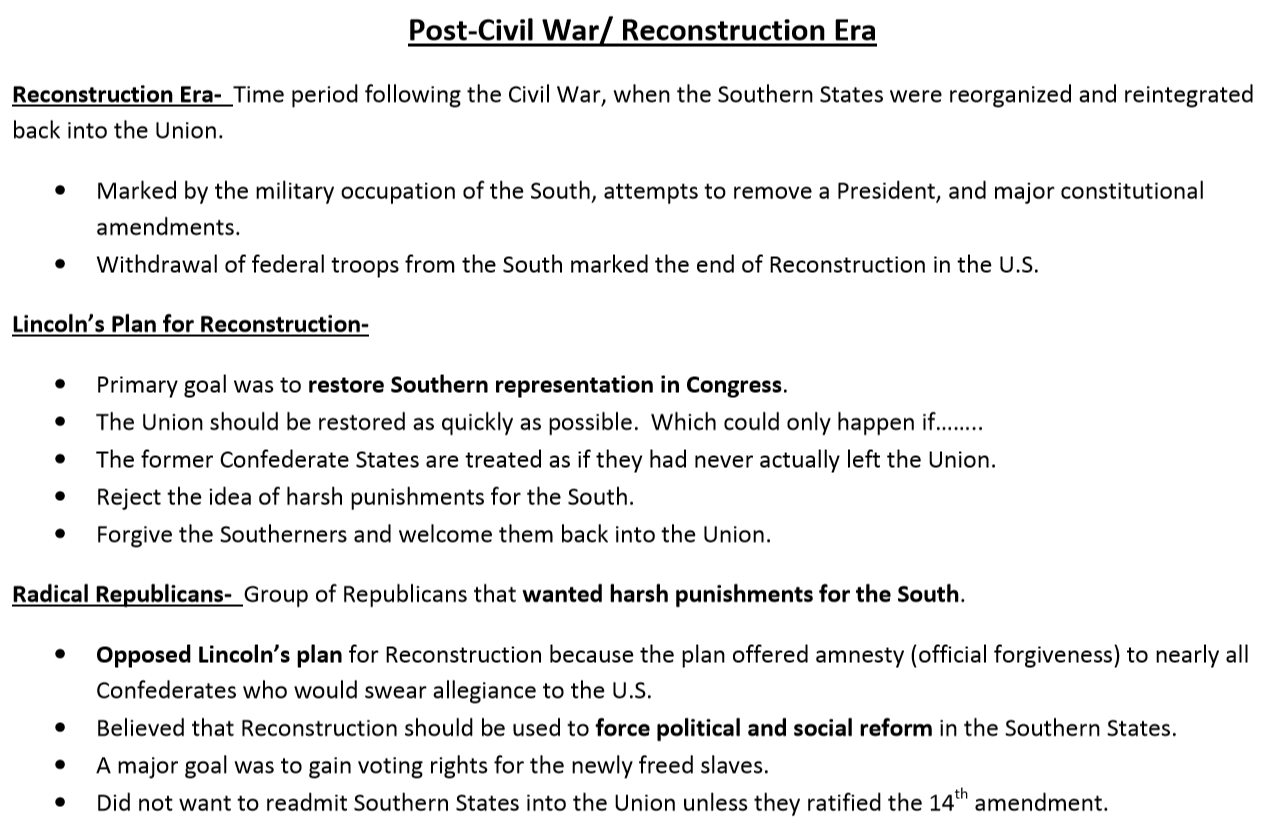 Post-Civil War/ Reconstruction Era
Reconstruction Era- Time period following the Civil War, when the Southern States were reorganized and reintegrated
back into the Union.
• Marked by the military occupation of the South, attempts to remove a President, and major constitutional
amendments.
• Withdrawal of federal troops from the South marked the end of Reconstruction in the U.S.
Lincoln's Plan for Reconstruction-
• Primary goal was to restore Southern representation in Congress.
• The Union should be restored as quickly as possible.  Which could only happen if........
• The former Confederate States are treated as if they had never actually left the Union.
• Reject the idea of harsh punishments for the South.
• Forgive the Southerners and welcome them back into the Union.
Radical Republicans- Group of Republicans that wanted harsh punishments for the South.
• Opposed Lincoln's plan for Reconstruction because the plan offered amnesty (official forgiveness) to nearly all
Confederates who would swear allegiance to the U.S.
• Believed that Reconstruction should be used to force political and social reform in the Southern States.
• A major goal was to gain voting rights for the newly freed slaves.
• Did not want to readmit Southern States into the Union unless they ratified the 14th amendment.